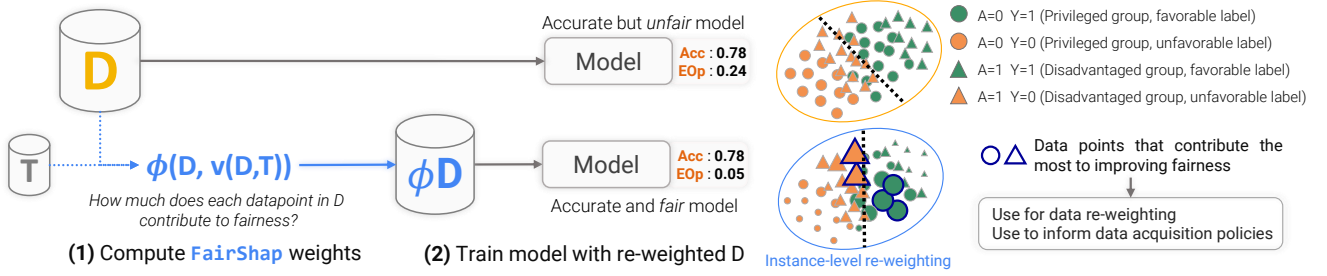 D
T
ϕ(D, v(D,T))
How much does each datapoint in D
contribute to fairness?
(1) Compute FairShap weights
Accurate but unfair model
Model
Acc : 0.78
EOp : 0.24
ϕD
Model
Acc : 0.78
EOp : 0.05
Accurate and fair model
(2) Train model with re-weighted D
Instance-level re-weighting
A=0 Y=1 (Privileged group, favorable label)
A=0 Y=0 (Privileged group, unfavorable label)
A=1 Y=1 (Disadvantaged group, favorable label)
A=1 Y=0 (Disadvantaged group, unfavorable label)
Data points that contribute the
most to improving fairness
Use for data re-weighting
Use to inform data acquisition policies